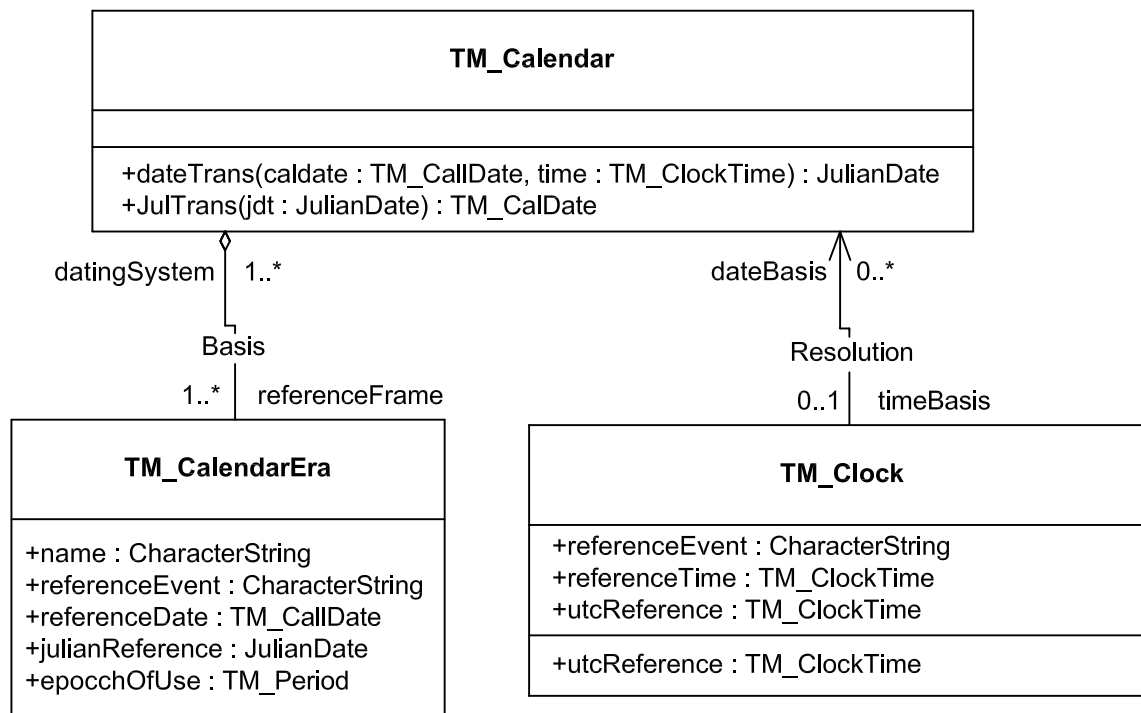 TM_Calendar
+dateTrans(caldate : TM_CallDate, time : TM_ClockTime) : JulianDate
+JulTrans(jdt : JulianDate) : TM_CalDate
datingSystem 1..*
dateBasis 0..*
Basis
Resolution
1..* referenceFrame
0..1 timeBasis
TM_CalendarEra
+name : CharacterString
+referenceEvent : CharacterString
+referenceDate : TM_CallDate
+julianReference : JulianDate
+epocchOfUse : TM_Period
TM_Clock
+referenceEvent : CharacterString
+referenceTime : TM_ClockTime
+utcReference : TM_ClockTime
+utcReference : TM_ClockTime